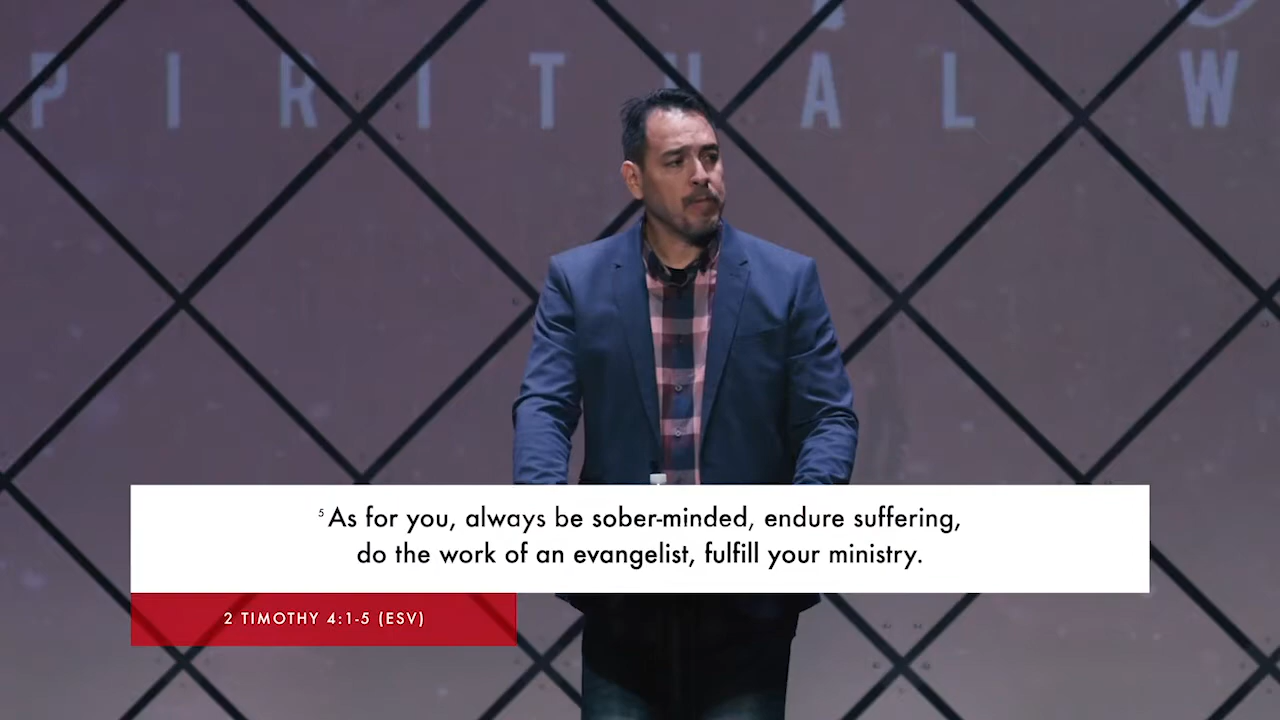 SPIRITUAL W
⁵As for you, always be sober-minded, endure suffering,
do the work of an evangelist, fulfill your ministry.
2 TIMOTHY 4:1-5 (ESV)